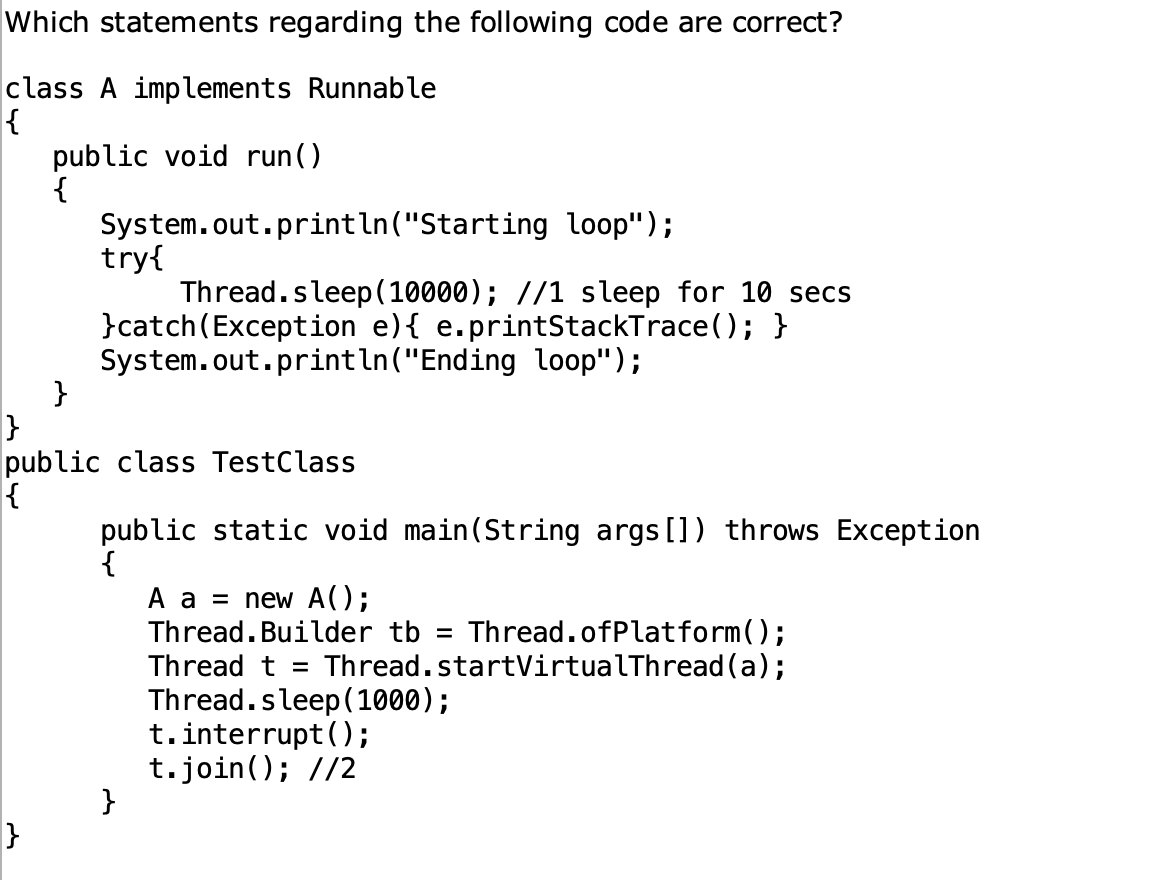 Which statements regarding the following code are correct?
class A implements Runnable
{
public void run()
{
System.out.println("Starting loop");
try{
Thread.sleep(10000); //1 sleep for 10 secs
}catch(Exception e){ e.printStackTrace(); }
System.out.println("Ending loop");
}
}
public class TestClass
{
public static void main(String args[]) throws Exception
{
A a = new A();
Thread.Builder tb = Thread.ofPlatform();
Thread t = Thread.startVirtualThread(a);
Thread.sleep(1000);
t.interrupt();
t.join(); //2
}
}